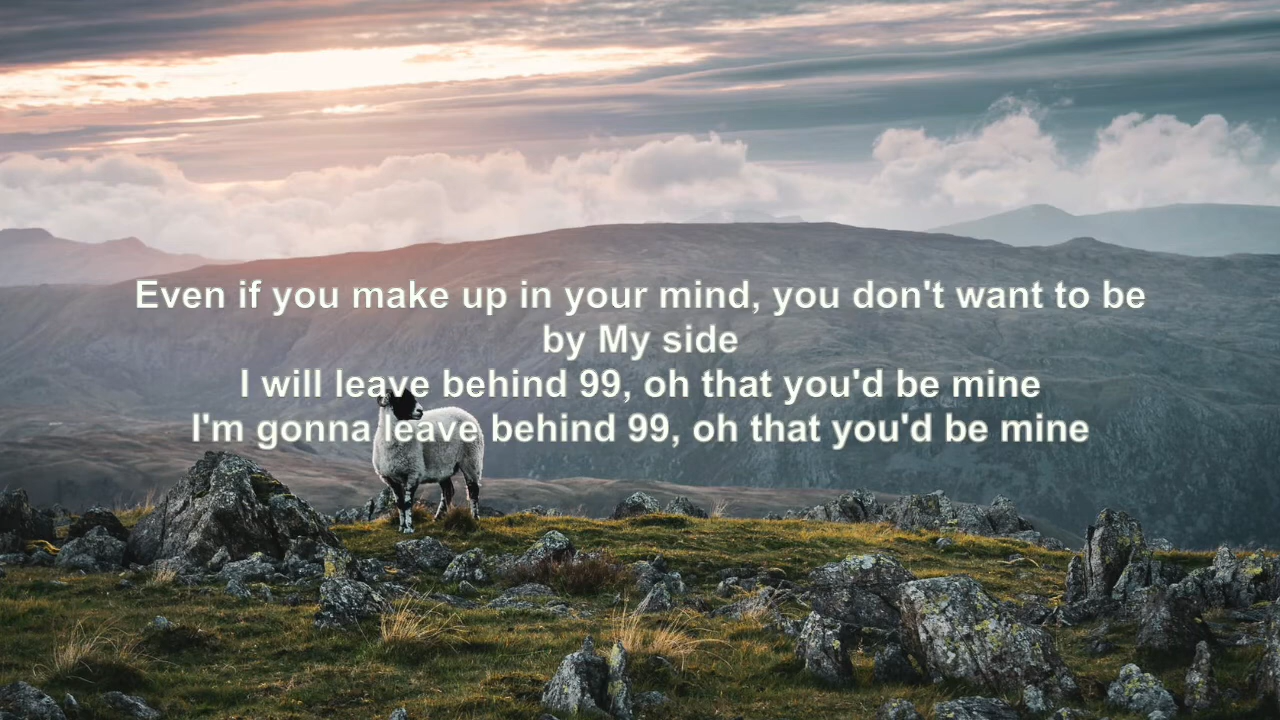 Even if you make up in your mind, you don't want to be
by My side
I will leave behind 99, oh that you'd be mine
I'm gonna leave behind 99, oh that you'd be mine